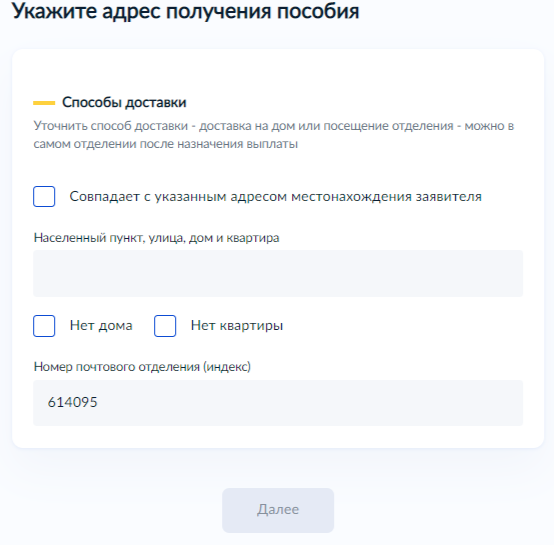 Укажите адрес получения пособия
Способы доставки
Уточнить способ доставки - доставка на дом или посещение отделения - можно в
самом отделении после назначения выплаты
Совпадает с указанным адресом местонахождения заявителя
Населенный пункт, улица, дом и квартира
Нет дома Нет квартиры
Номер почтового отделения (индекс)
614095
Далее